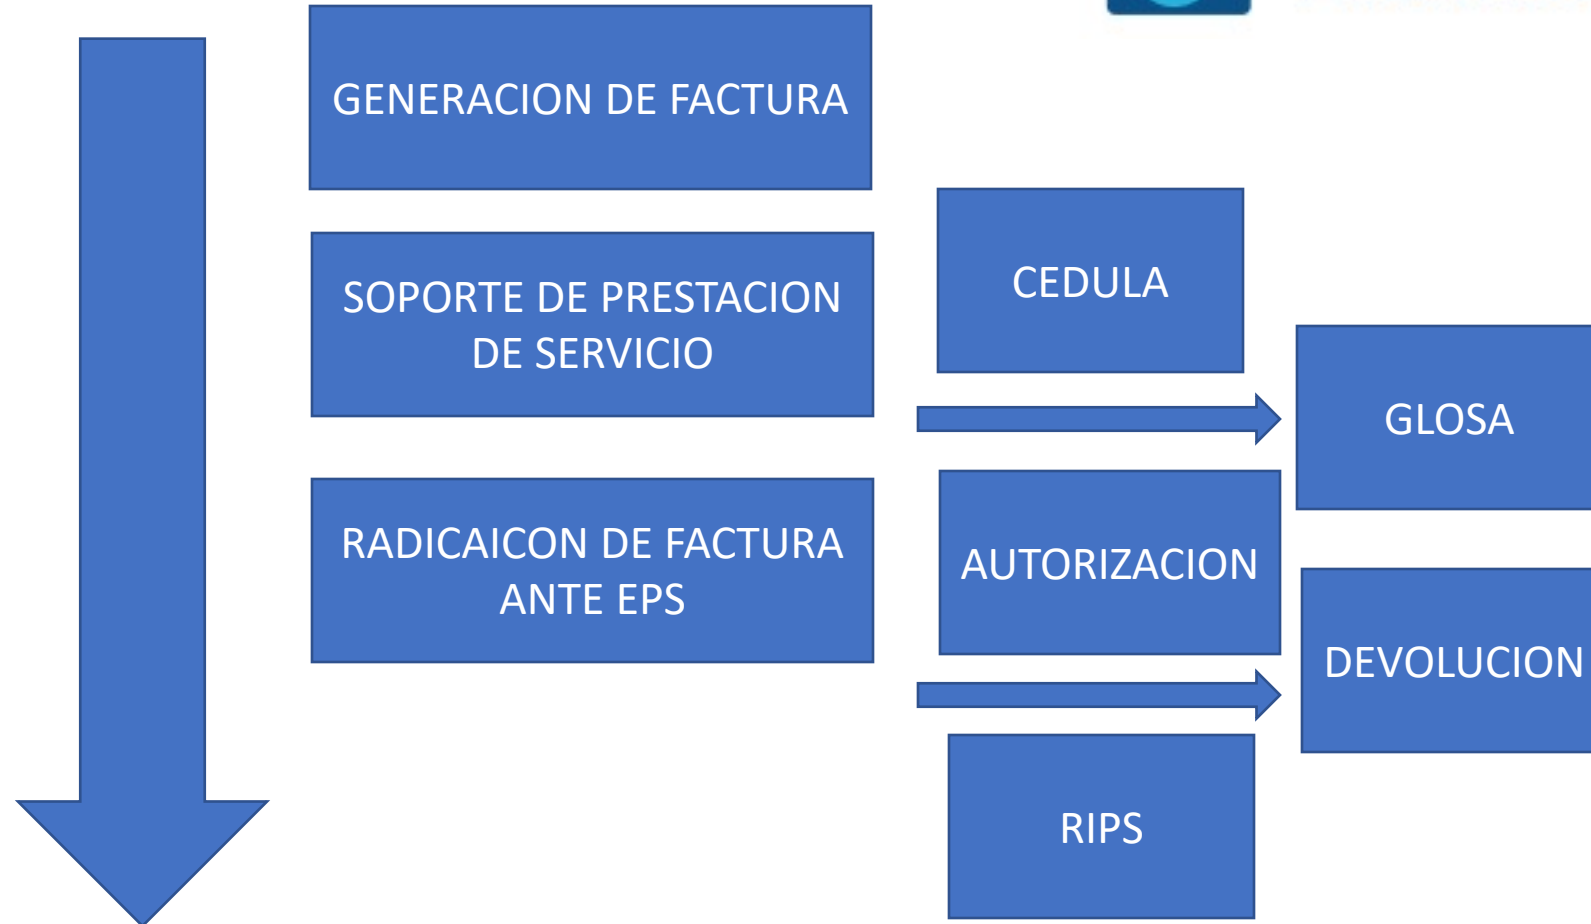 GENERACION DE FACTURA
SOPORTE DE PRESTACION
DE SERVICIO
RADICAICON DE FACTURA
ANTE EPS
CEDULA
AUTORIZACION
RIPS
GLOSA
DEVOLUCION